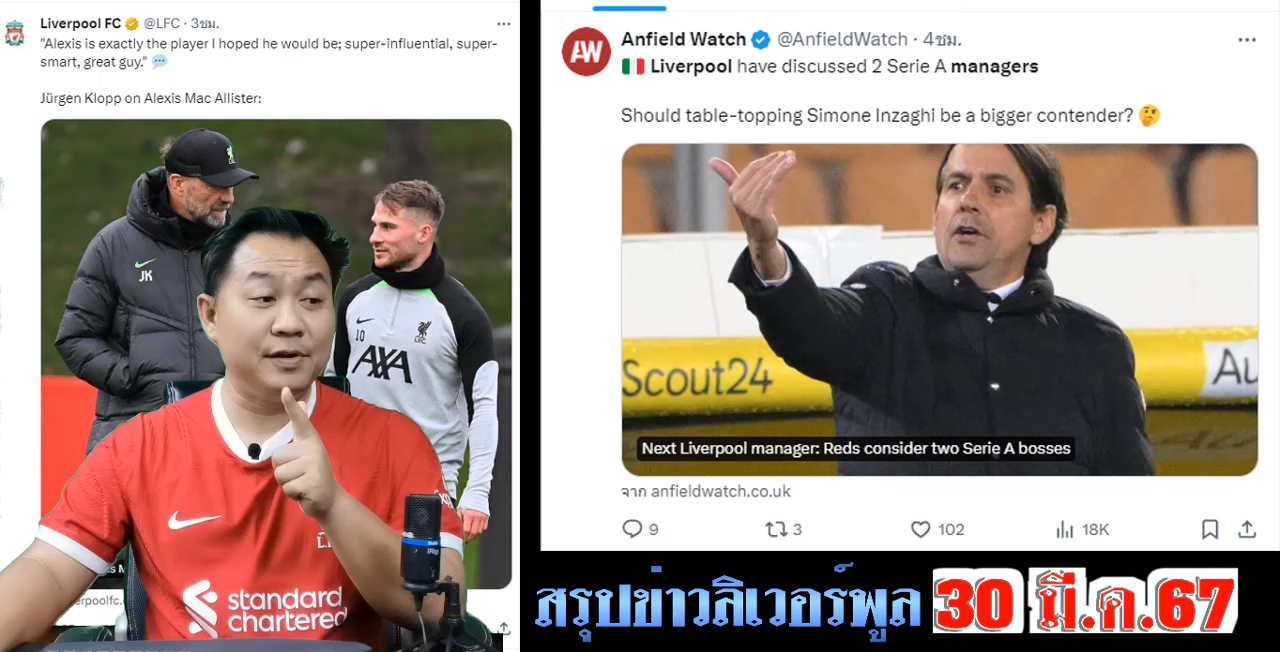 Liverpool FC @LFC · 3ชม.
"Alexis is exactly the player I hoped he would be; super-influential, super-
smart, great guy." 💬
Jürgen Klopp on Alexis Mac Allister:
JK
10
AXA
standard
chartered
Anfield Watch @AnfieldWatch · 4ชม.
🇮🇹 Liverpool have discussed 2 Serie A managers
Should table-topping Simone Inzaghi be a bigger contender? 🤔
Scout24
Au
Next Liverpool manager: Reds consider two Serie A bosses
จาก anfieldwatch.co.uk
9 3 102 18K
สรุปข่าวลิเวอร์พูล 30 มี.ค.67